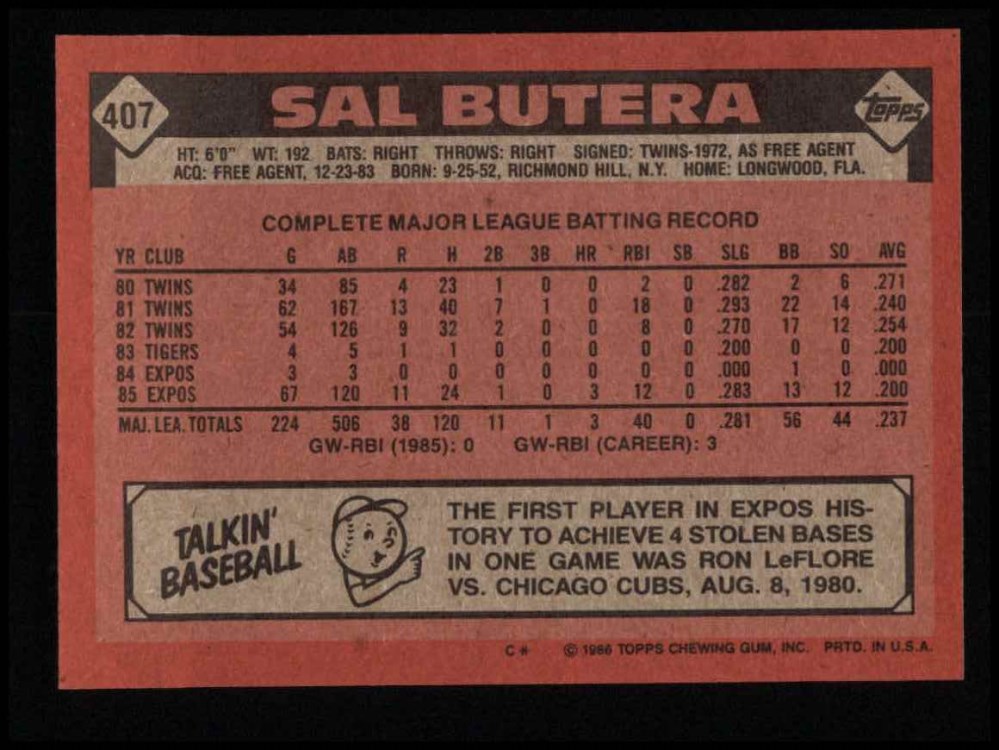 407
SAL BUTERA
TOPPS
HT: 6'0" WT: 192 BATS: RIGHT THROWS: RIGHT SIGNED: TWINS-1972, AS FREE AGENT
ACQ: FREE AGENT, 12-23-83 BORN: 9-25-52, RICHMOND HILL, N.Y. HOME: LONGWOOD, FLA.
COMPLETE MAJOR LEAGUE BATTING RECORD
YR CLUB G AB R H 2B 3B HR RBI SB SLG BB SO AVG
80 TWINS 34 85 4 23 1 0 0 2 0 .282 2 6 .271
81 TWINS 62 167 13 40 7 1 0 18 0 .293 22 14 .240
82 TWINS 54 126 9 32 2 0 0 8 0 .270 17 12 .254
83 TIGERS 4 5 1 1 0 0 0 0 0 .200 0 0 .200
84 EXPOS 3 3 0 0 0 0 0 0 0 .000 1 0 .000
85 EXPOS 67 120 11 24 1 0 3 12 0 .283 13 12 .200
MAJ. LEA. TOTALS 224 506 38 120 11 1 3 40 0 .281 56 44 .237
GW-RBI (1985): 0 GW-RBI (CAREER): 3
TALKIN'
BASEBALL
THE FIRST PLAYER IN EXPOS HIS-
TORY TO ACHIEVE 4 STOLEN BASES
IN ONE GAME WAS RON LeFLORE
VS. CHICAGO CUBS, AUG. 8, 1980.
C* © 1986 TOPPS CHEWING GUM, INC. PRTD. IN U.S.A.